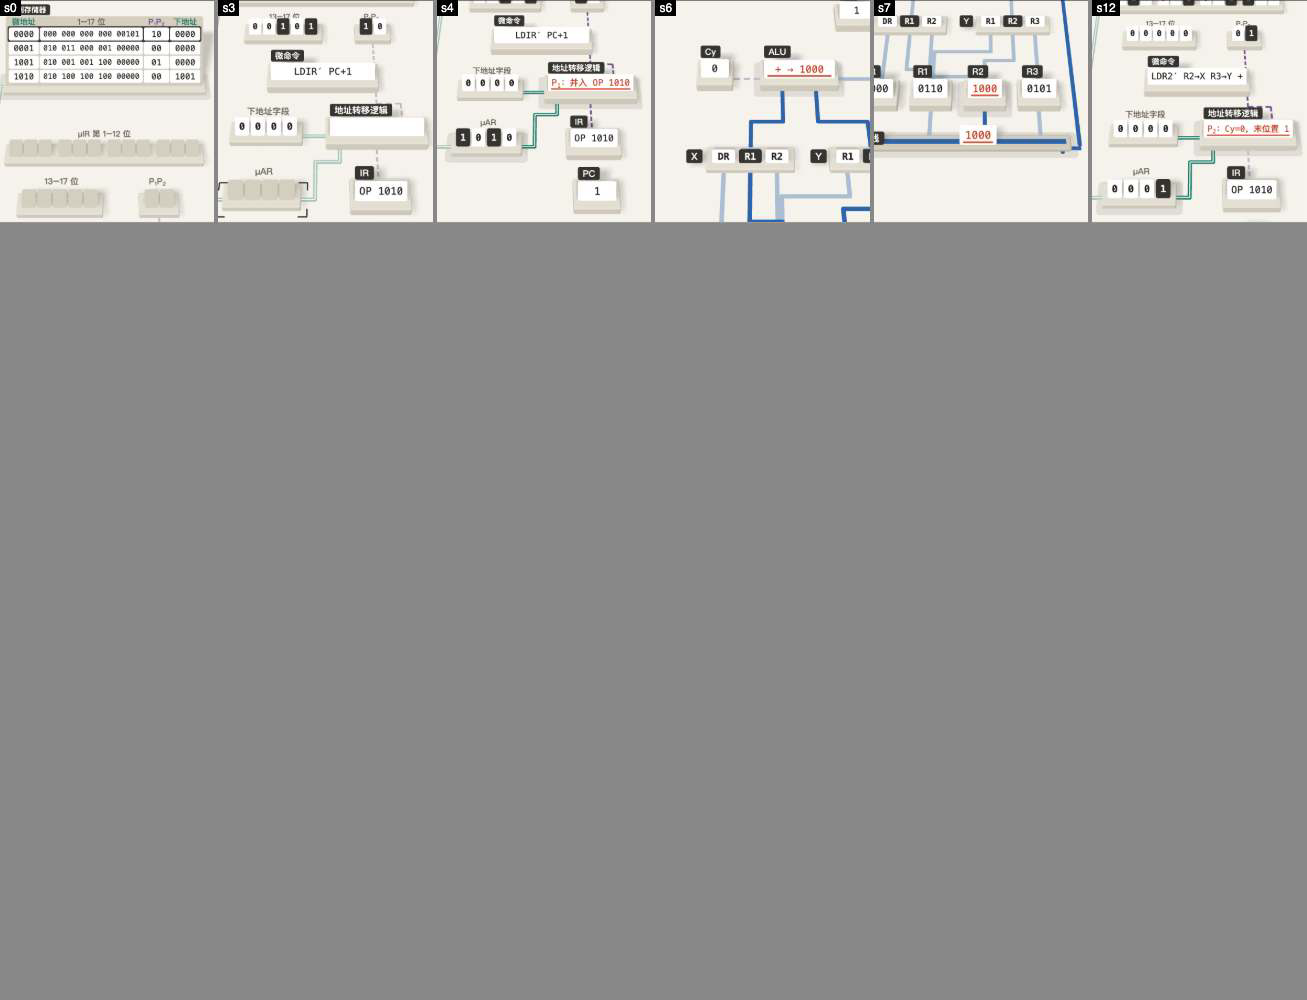 s0
存储器
微地址 1—17 位 P₁P₂ 下地址
0000 000 000 000 000 00101 10 0000
0001 010 011 000 001 00000 00 0000
1001 010 001 001 100 00000 01 0000
1010 010 100 100 100 00000 00 1001
μIR 第 1—12 位
13—17 位 P₁P₂
s3
13—17 位
0 0 1 0 1 1 0
微命令
LDIR′ PC+1
下地址字段
地址转移逻辑
0 0 0 0
μAR
IR
OP 1010
s4
微命令
LDIR′ PC+1
下地址字段
地址转移逻辑
0 0 0 0
P₁: 并入 OP 1010
μAR
1 0 1 0
IR
OP 1010
PC
1
s6
1
Cy
0
ALU
+ → 1000
X DR R1 R2 Y R1
s7
DR R1 R2 Y R1 R2 R3
R1 R2 R3
0110 1000 0101
1000
s12
13—17 位
0 0 0 0 0 0 1
微命令
LDR2′ R2→X R3→Y +
下地址字段
地址转移逻辑
0 0 0 0
P₂: Cy=0, 末位置 1
μAR
0 0 0 1
IR
OP 1010